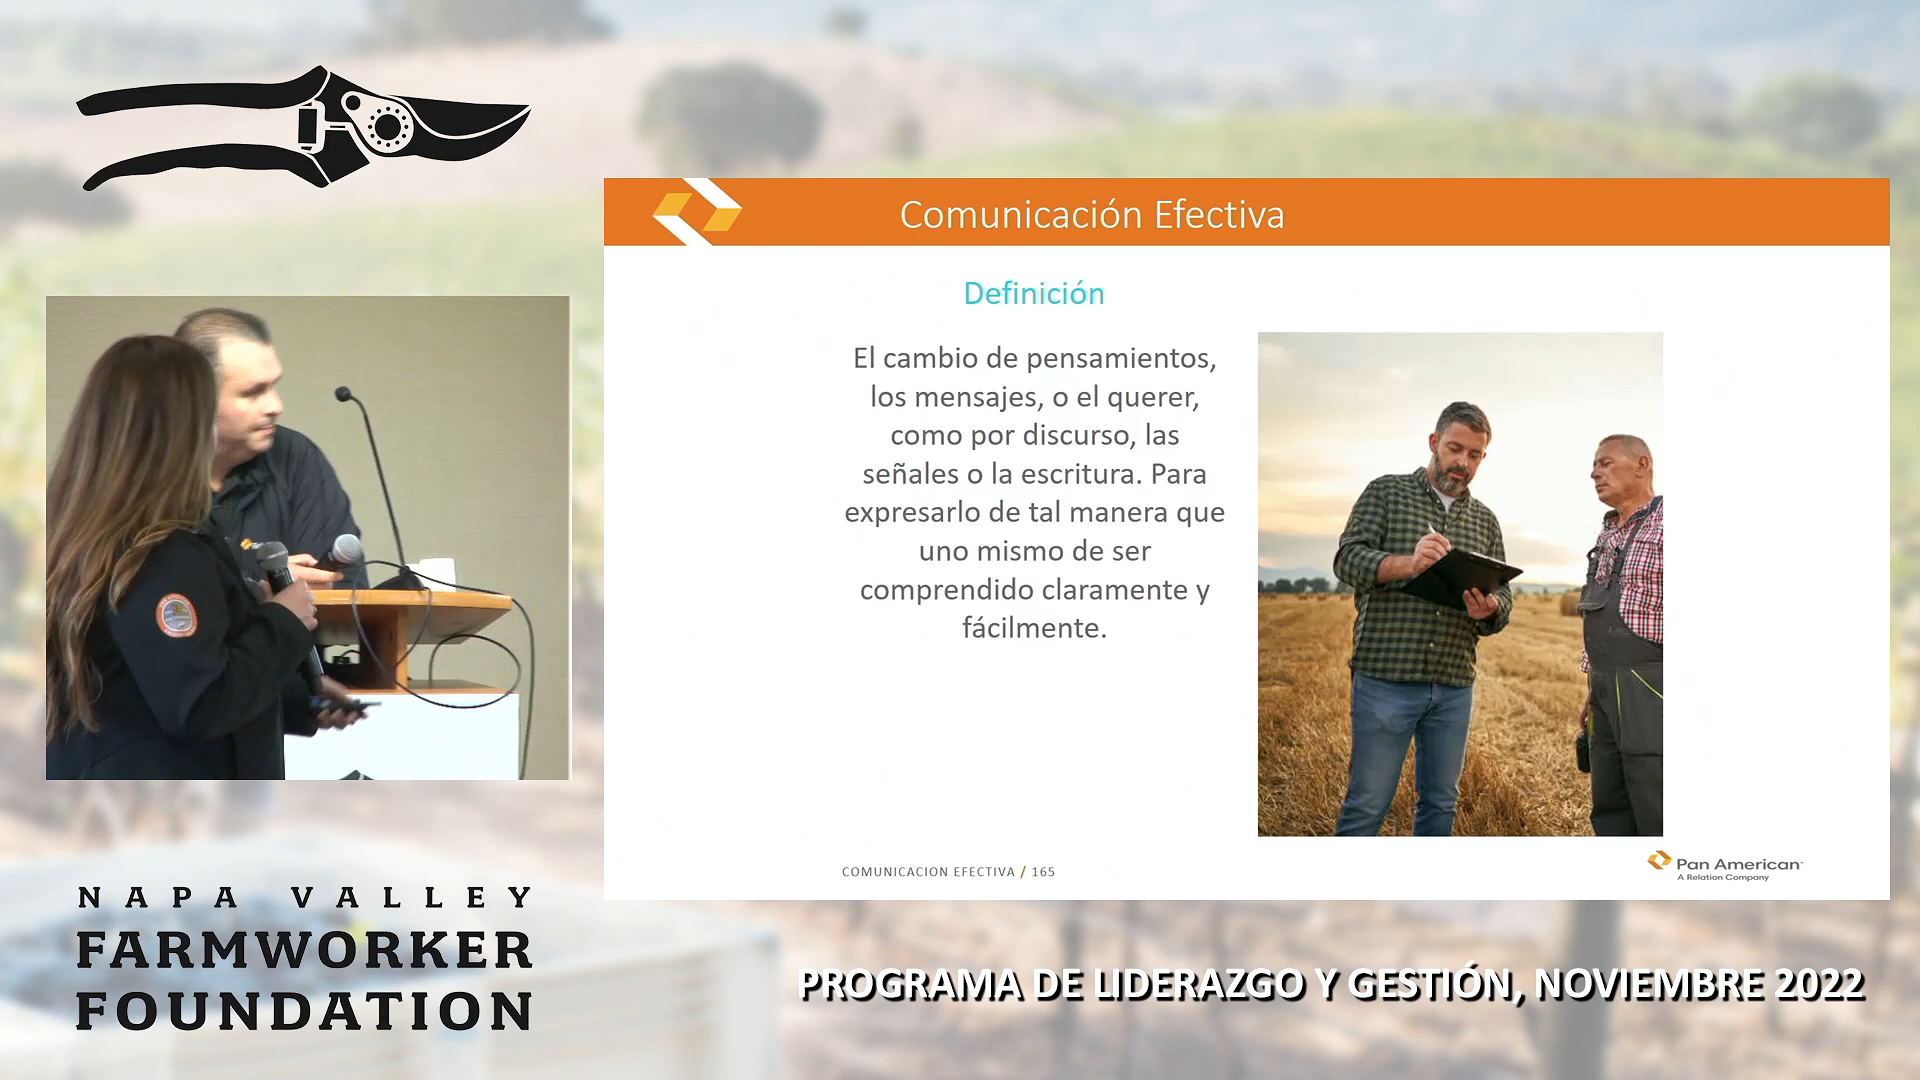 Comunicación Efectiva
Definición
El cambio de pensamientos,
los mensajes, o el querer,
como por discurso, las
señales o la escritura. Para
expresarlo de tal manera que
uno mismo de ser
comprendido claramente y
fácilmente.
COMUNICACION EFECTIVA / 165
Pan American
A Relation Company
NAPA VALLEY
FARMWORKER
FOUNDATION
PROGRAMA DE LIDERAZGO Y GESTIÓN, NOVIEMBRE 2022